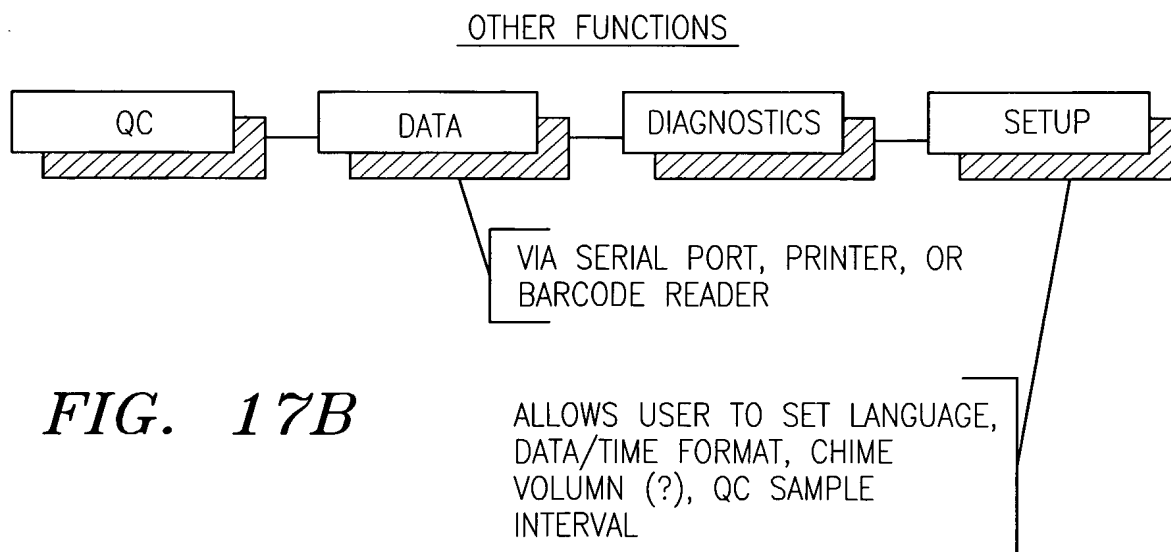 OTHER FUNCTIONS
QC
DATA
DIAGNOSTICS
SETUP
VIA SERIAL PORT, PRINTER, OR
BARCODE READER
FIG. 17B
ALLOWS USER TO SET LANGUAGE,
DATA/TIME FORMAT, CHIME
VOLUMN (?), QC SAMPLE
INTERVAL